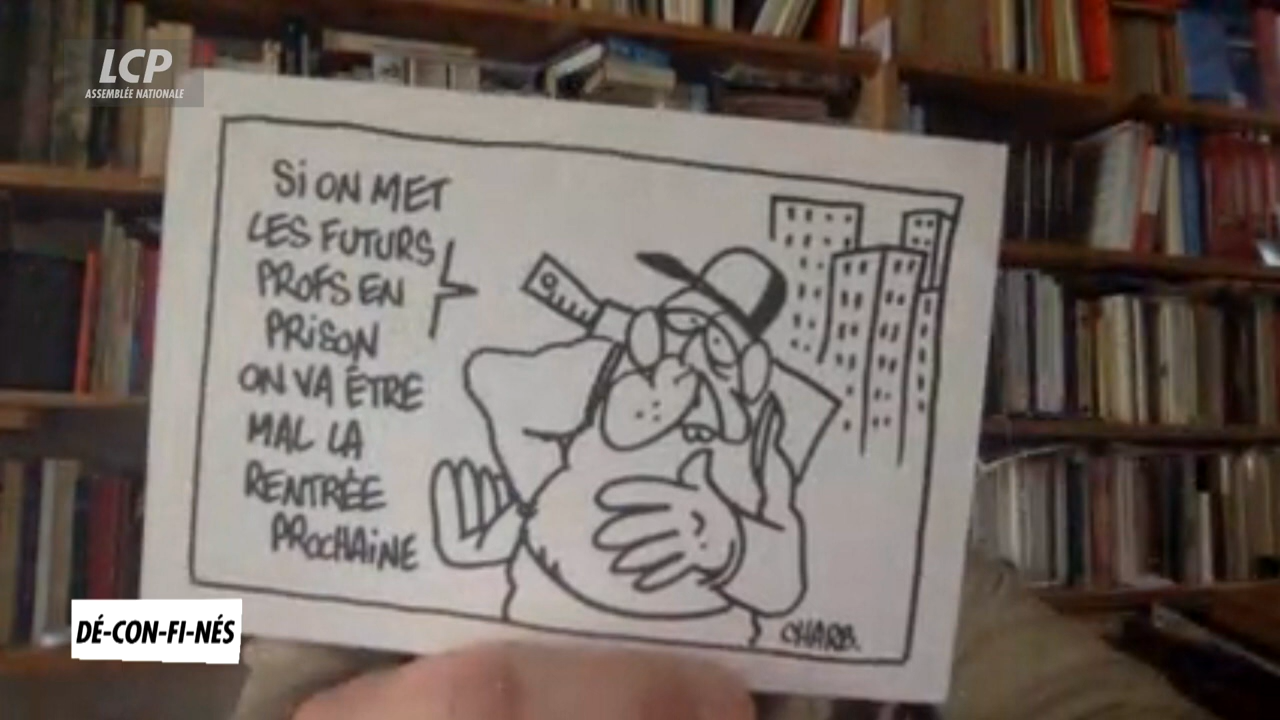 LCP
ASSEMBLÉE NATIONALE
SI ON MET
LES FUTURS
PROFS EN
PRISON
ON VA ÊTRE
MAL LA
RENTRÉE
PROCHAINE
CHARB.
DÉ-CON-FI-NÉS